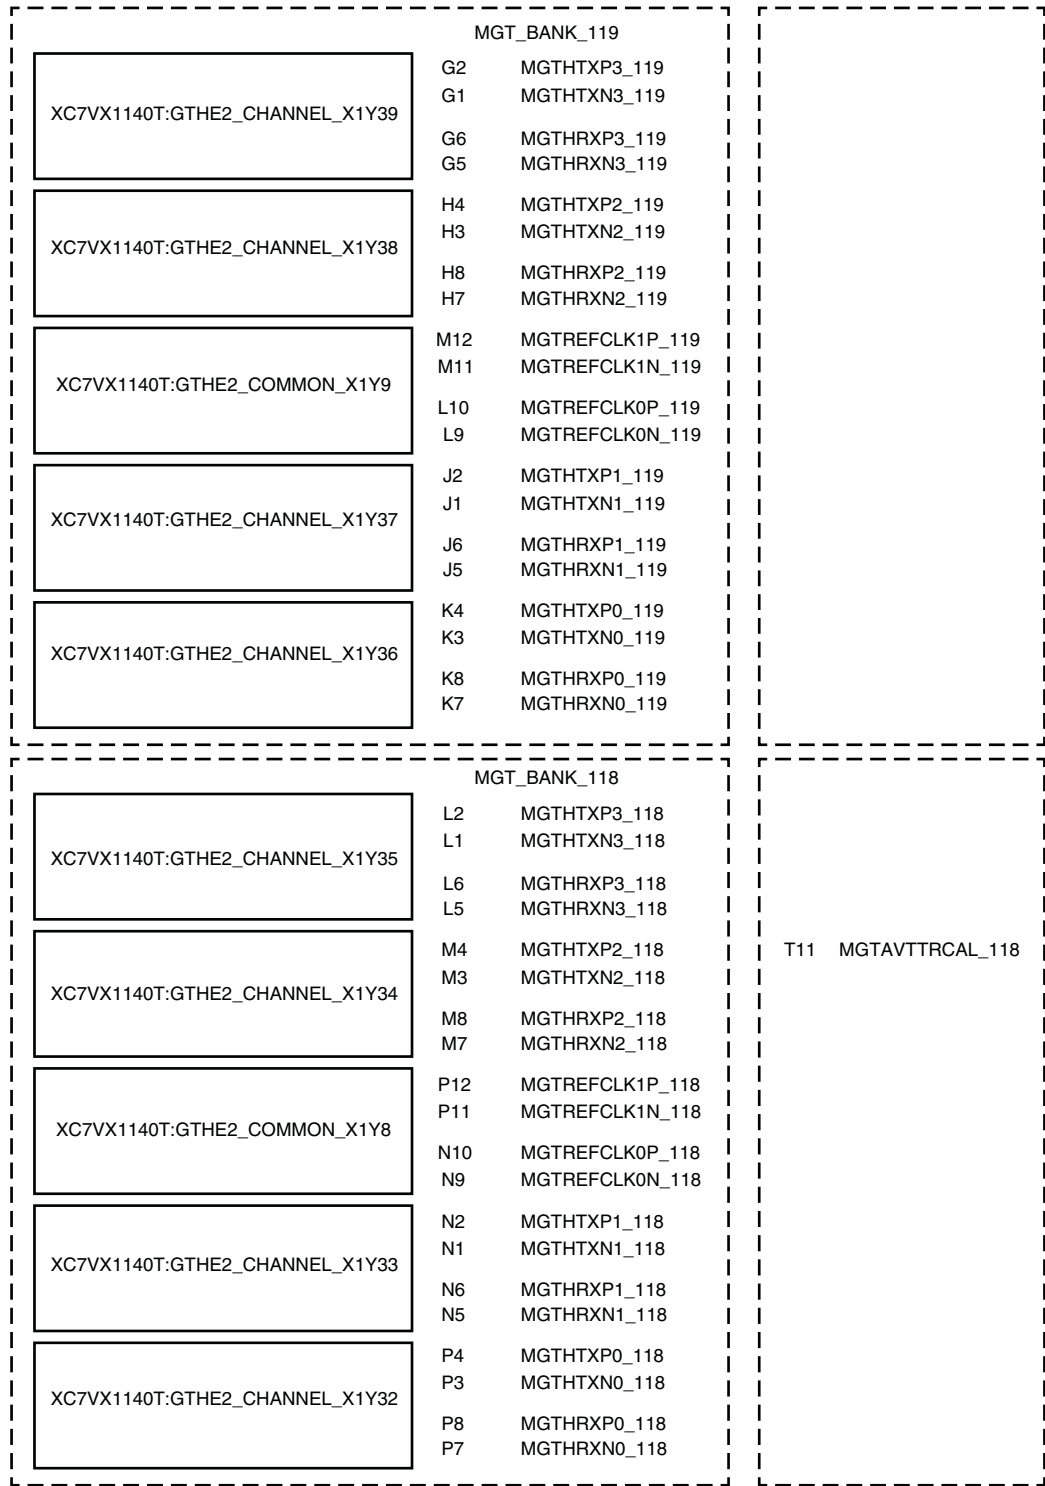 MGT_BANK_119
G2 MGTHTXP3_119
G1 MGTHTXN3_119
XC7VX1140T:GTHE2_CHANNEL_X1Y39
G6 MGTHRXP3_119
G5 MGTHRXN3_119
H4 MGTHTXP2_119
H3 MGTHTXN2_119
XC7VX1140T:GTHE2_CHANNEL_X1Y38
H8 MGTHRXP2_119
H7 MGTHRXN2_119
M12 MGTREFCLK1P_119
M11 MGTREFCLK1N_119
XC7VX1140T:GTHE2_COMMON_X1Y9
L10 MGTREFCLK0P_119
L9 MGTREFCLK0N_119
J2 MGTHTXP1_119
J1 MGTHTXN1_119
XC7VX1140T:GTHE2_CHANNEL_X1Y37
J6 MGTHRXP1_119
J5 MGTHRXN1_119
K4 MGTHTXP0_119
K3 MGTHTXN0_119
XC7VX1140T:GTHE2_CHANNEL_X1Y36
K8 MGTHRXP0_119
K7 MGTHRXN0_119
MGT_BANK_118
L2 MGTHTXP3_118
L1 MGTHTXN3_118
XC7VX1140T:GTHE2_CHANNEL_X1Y35
L6 MGTHRXP3_118
L5 MGTHRXN3_118
M4 MGTHTXP2_118
T11 MGTAVTTRCAL_118
M3 MGTHTXN2_118
XC7VX1140T:GTHE2_CHANNEL_X1Y34
M8 MGTHRXP2_118
M7 MGTHRXN2_118
P12 MGTREFCLK1P_118
P11 MGTREFCLK1N_118
XC7VX1140T:GTHE2_COMMON_X1Y8
N10 MGTREFCLK0P_118
N9 MGTREFCLK0N_118
N2 MGTHTXP1_118
N1 MGTHTXN1_118
XC7VX1140T:GTHE2_CHANNEL_X1Y33
N6 MGTHRXP1_118
N5 MGTHRXN1_118
P4 MGTHTXP0_118
P3 MGTHTXN0_118
XC7VX1140T:GTHE2_CHANNEL_X1Y32
P8 MGTHRXP0_118
P7 MGTHRXN0_118